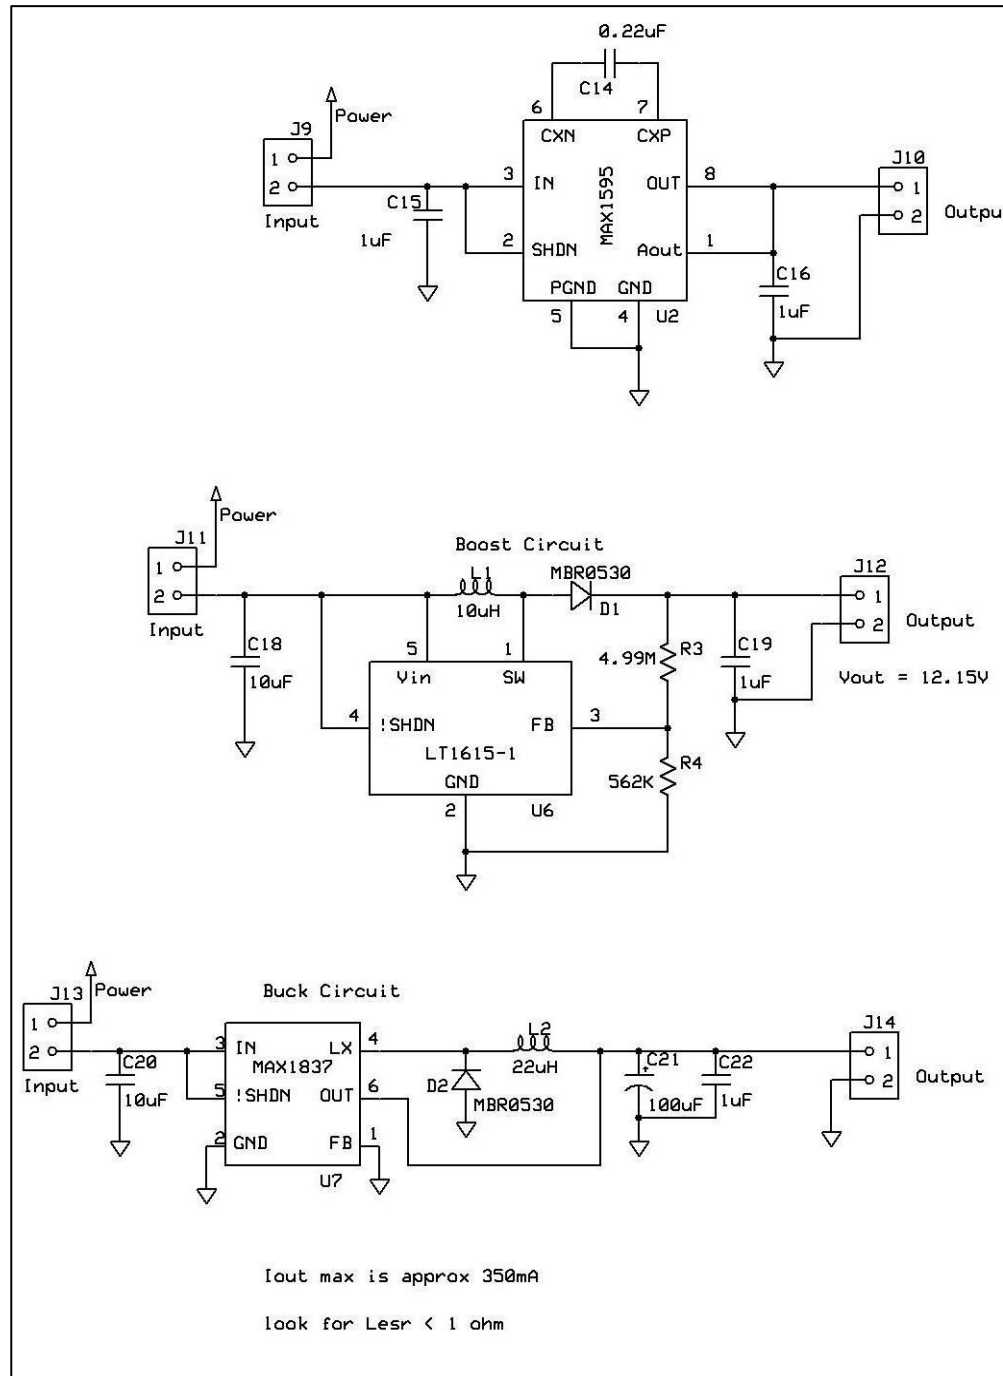 0.22uF
C14
6 7
Power
J9
CXN CXP
1
2
Input
C15
1uF
3 IN
2 SHDN
MAX1595
OUT 8
Aout 1
PGND GND
5 4 U2
C16
1uF
J10
1
2
Outpu
Power
J11
1
2
Input
Boost Circuit
L1
10uH
MBR0530
D1
C18
10uF
5 1
Vin SW
4 !SHDN
FB 3
LT1615-1
GND
2 U6
4.99M R3
562K R4
C19
1uF
J12
1
2
Output
Vout = 12.15V
Power
J13
1
2
Input
Buck Circuit
C20
10uF
3 IN LX 4
MAX1837
5 !SHDN OUT 6
2 GND FB 1
U7
D2
MBR0530
L2
22uH
+
C21
100uF
C22
1uF
J14
1
2
Output
Iout max is approx 350mA
look for Lesr < 1 ohm